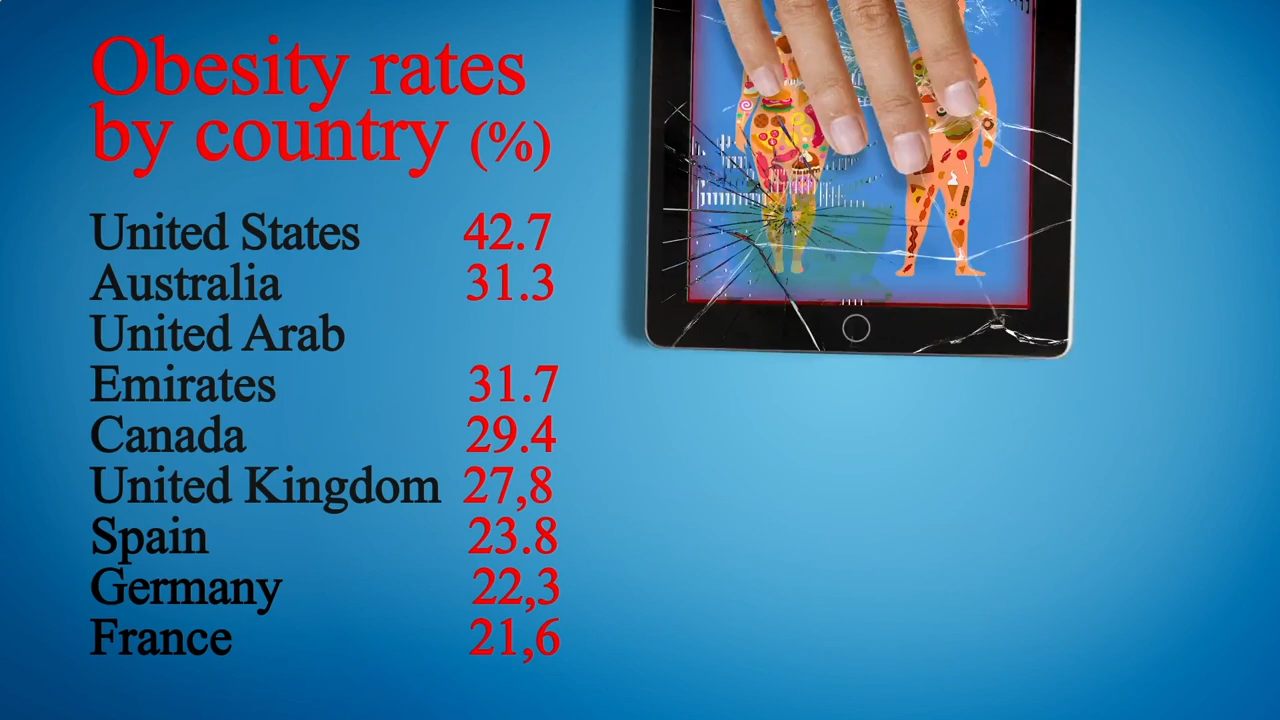 Obesity rates
by country (%)
United States 42.7
Australia 31.3
United Arab
Emirates 31.7
Canada 29.4
United Kingdom 27,8
Spain 23.8
Germany 22,3
France 21,6